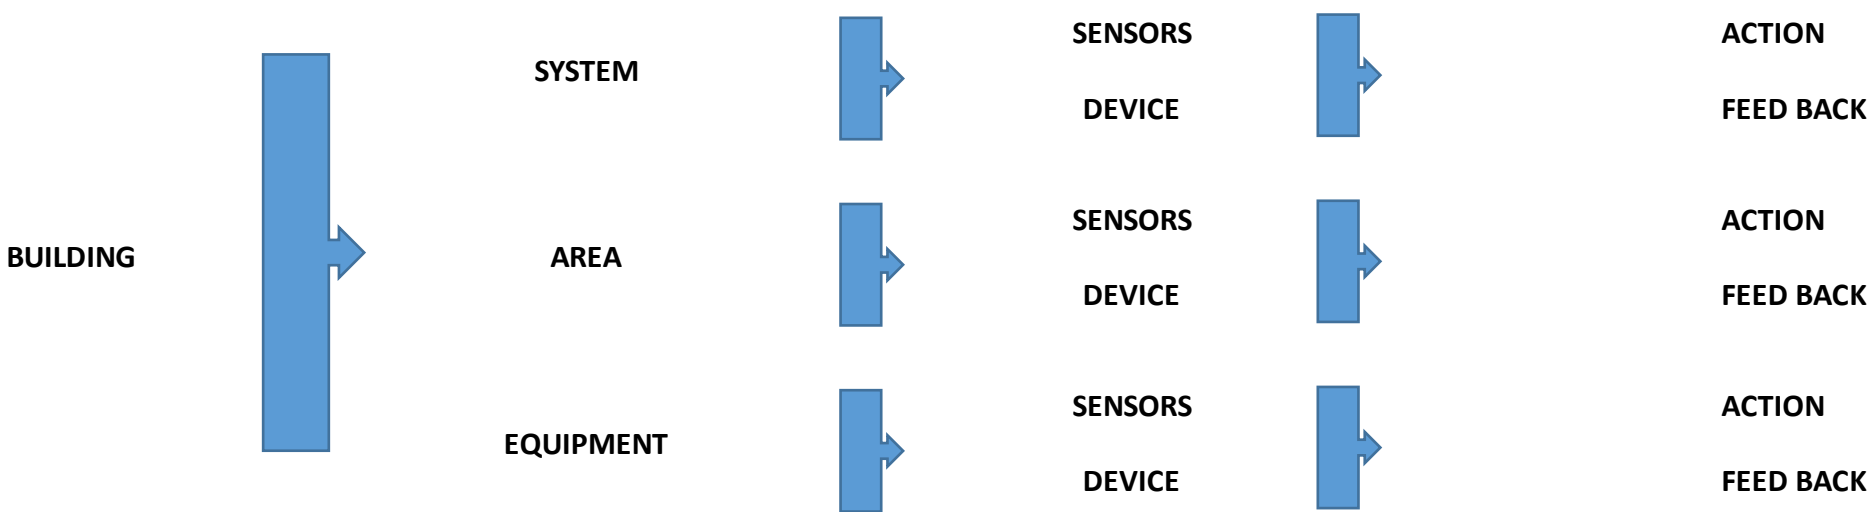 SENSORS
ACTION
SYSTEM
DEVICE
FEED BACK
SENSORS
ACTION
BUILDING
AREA
DEVICE
FEED BACK
SENSORS
ACTION
EQUIPMENT
DEVICE
FEED BACK